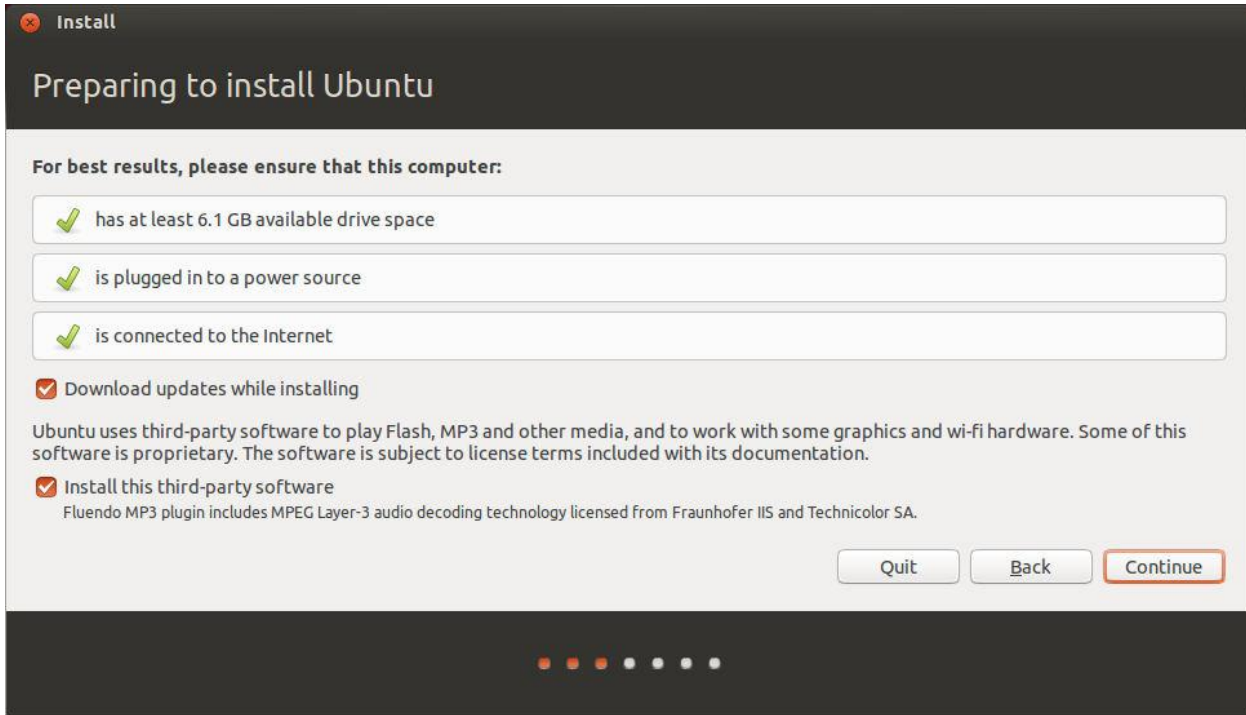 Install
Preparing to install Ubuntu
For best results, please ensure that this computer:
has at least 6.1 GB available drive space
is plugged in to a power source
is connected to the Internet
Download updates while installing
Ubuntu uses third-party software to play Flash, MP3 and other media, and to work with some graphics and wi-fi hardware. Some of this
software is proprietary. The software is subject to license terms included with its documentation.
Install this third-party software
Fluendo MP3 plugin includes MPEG Layer-3 audio decoding technology licensed from Fraunhofer IIS and Technicolor SA.
Quit Back Continue